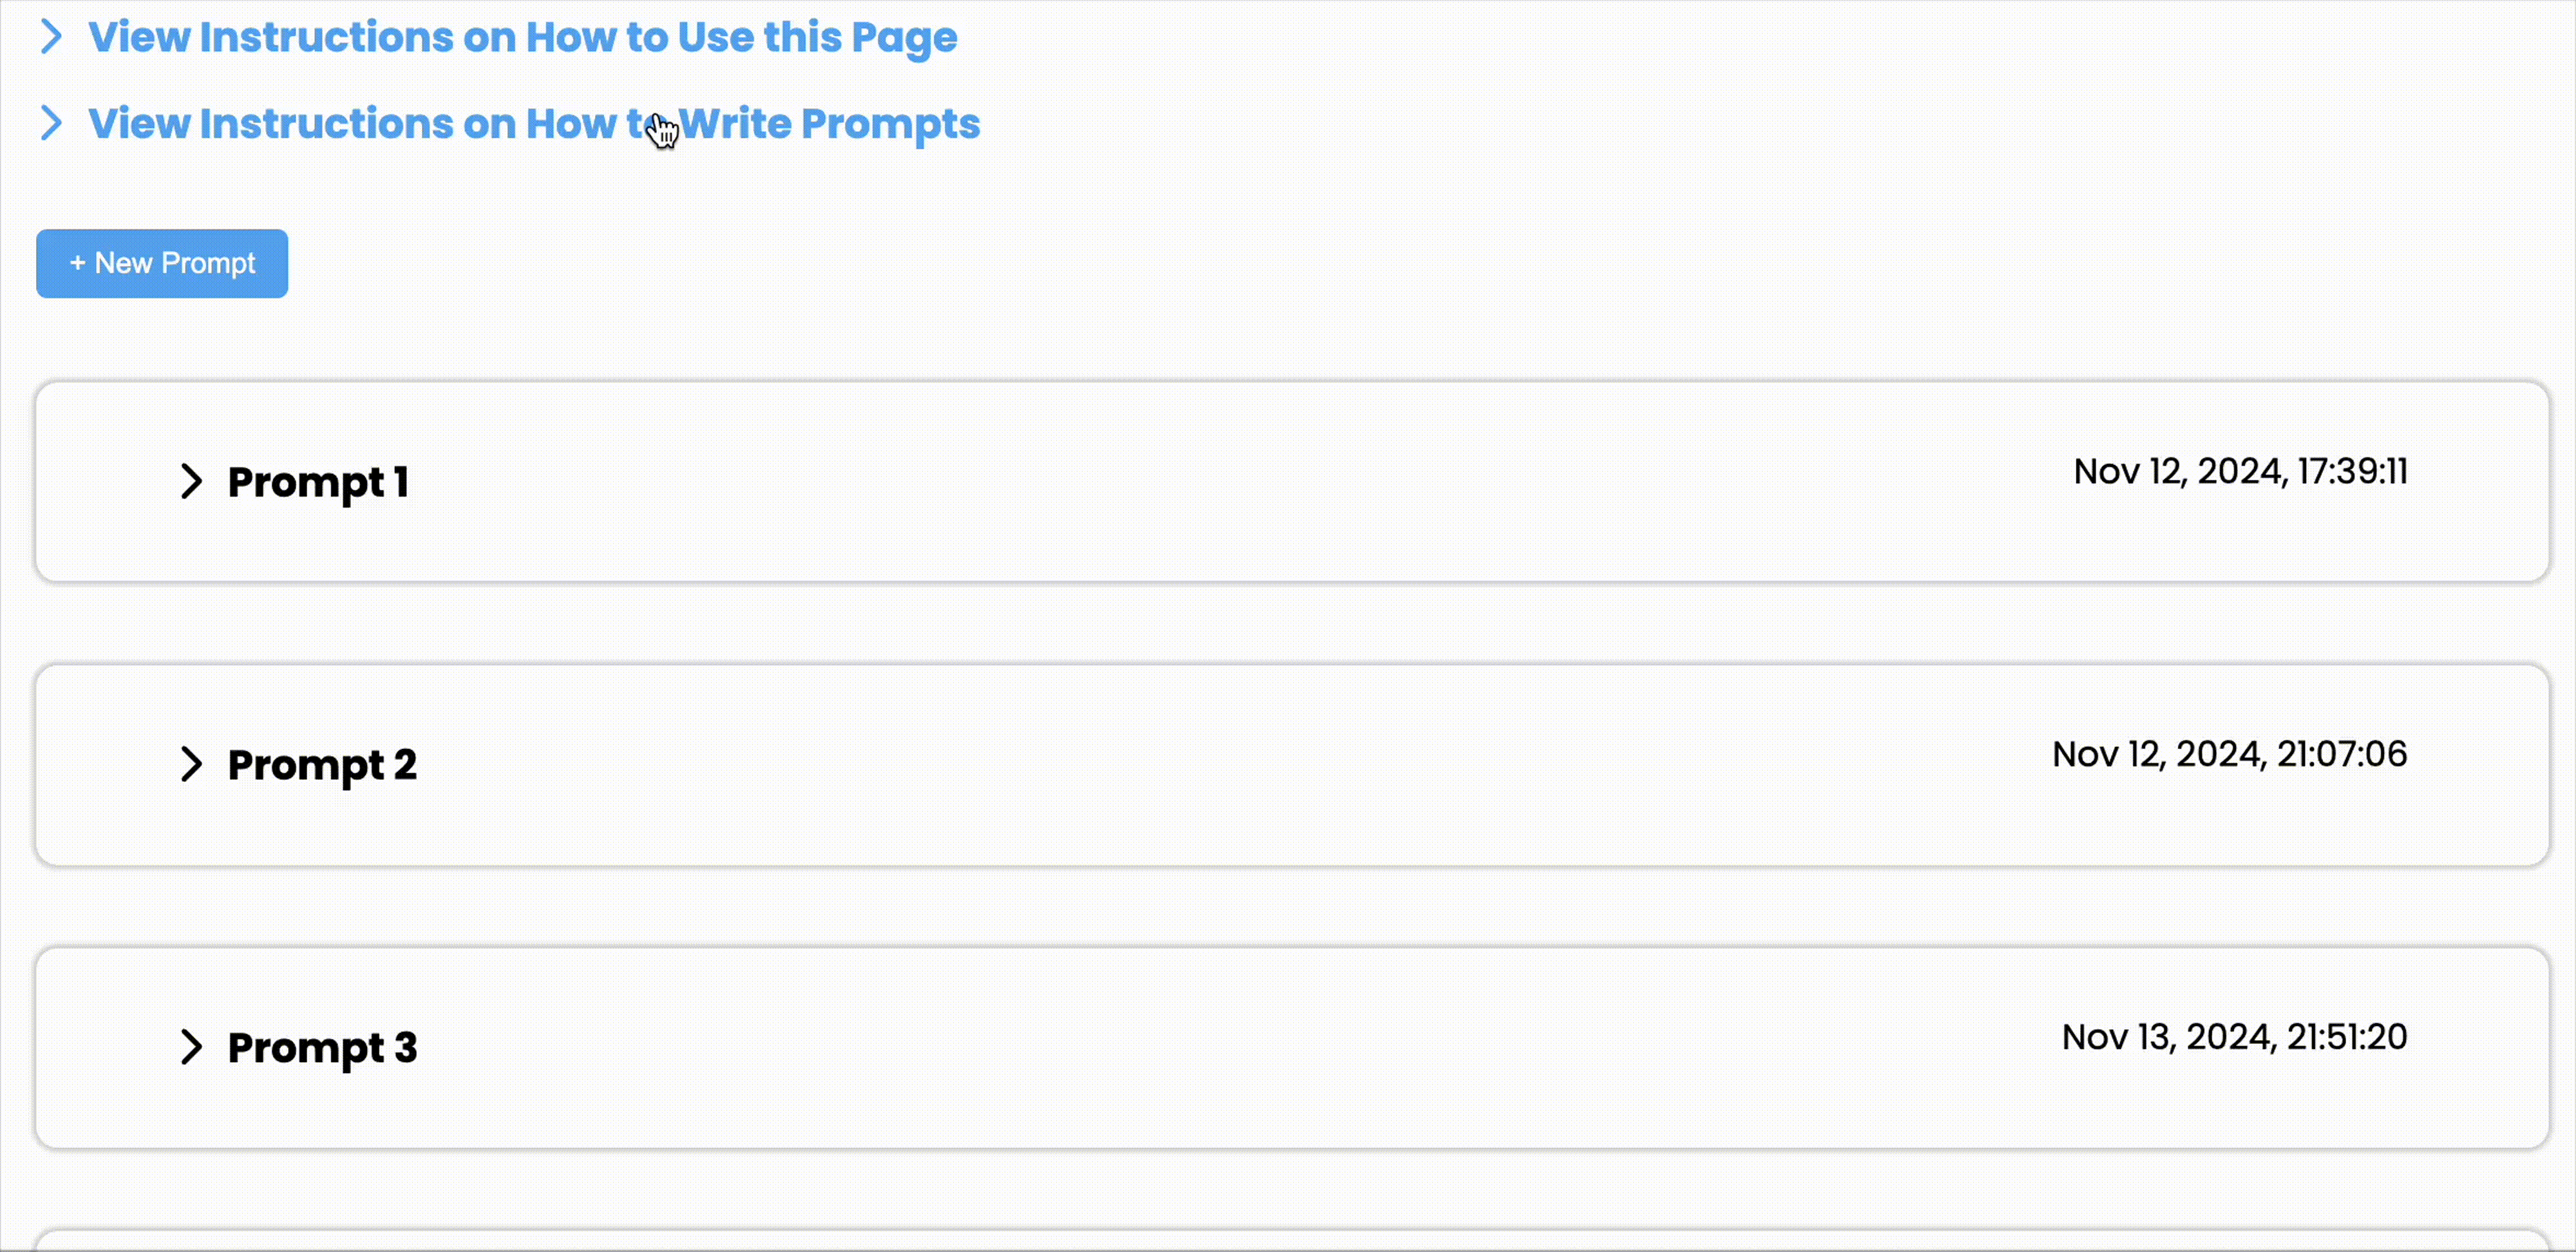 View Instructions on How to Use this Page
View Instructions on How to Write Prompts
+ New Prompt
Prompt 1
Nov 12, 2024, 17:39:11
Prompt 2
Nov 12, 2024, 21:07:06
Prompt 3
Nov 13, 2024, 21:51:20